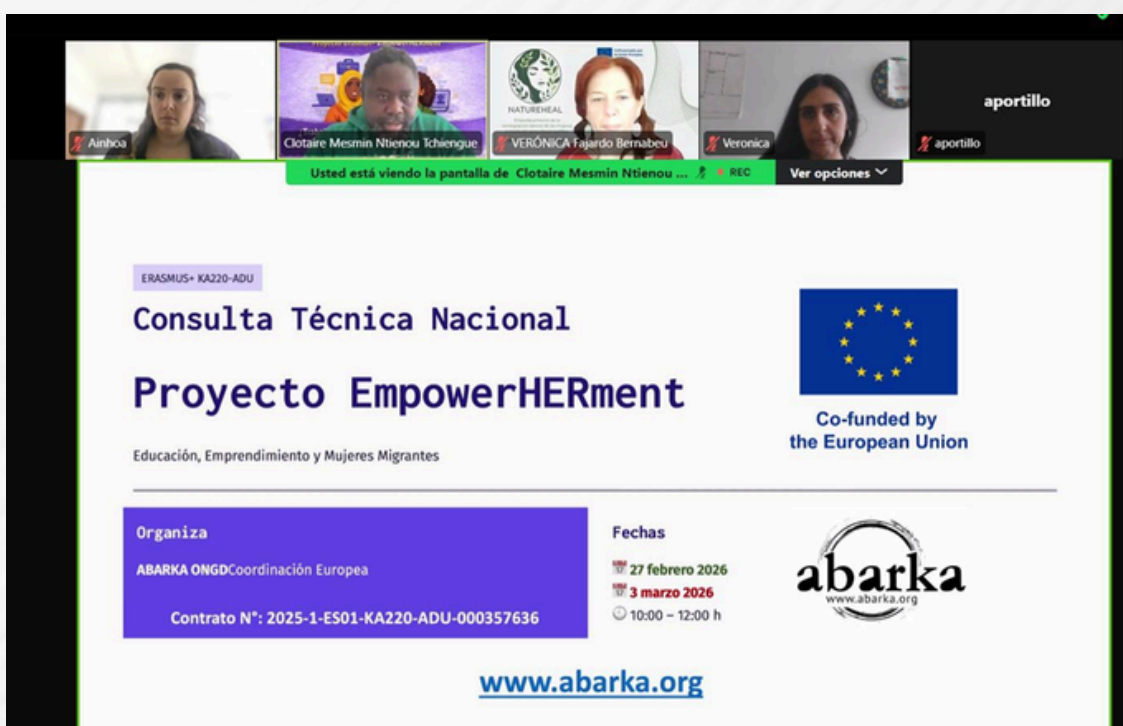 Proyecto Erasmus+ EMPOWERHERMENT
NATUREHEAL
Ainhoa
Clotaire Mesmin Ntienou Tchiengue
VERÓNICA Fajardo Bernabeu
Veronica
aportillo
aportillo
Usted está viendo la pantalla de Clotaire Mesmin Ntienou ...
REC
Ver opciones
ERASMUS+ KA220-ADU
Consulta Técnica Nacional
Proyecto EmpowerHERment
Educación, Emprendimiento y Mujeres Migrantes
Co-funded by
the European Union
Organiza
ABARKA ONGDCoordinación Europea
Contrato N°: 2025-1-ES01-KA220-ADU-000357636
Fechas
27 febrero 2026
3 marzo 2026
10:00 – 12:00 h
abarka
www.abarka.org
www.abarka.org